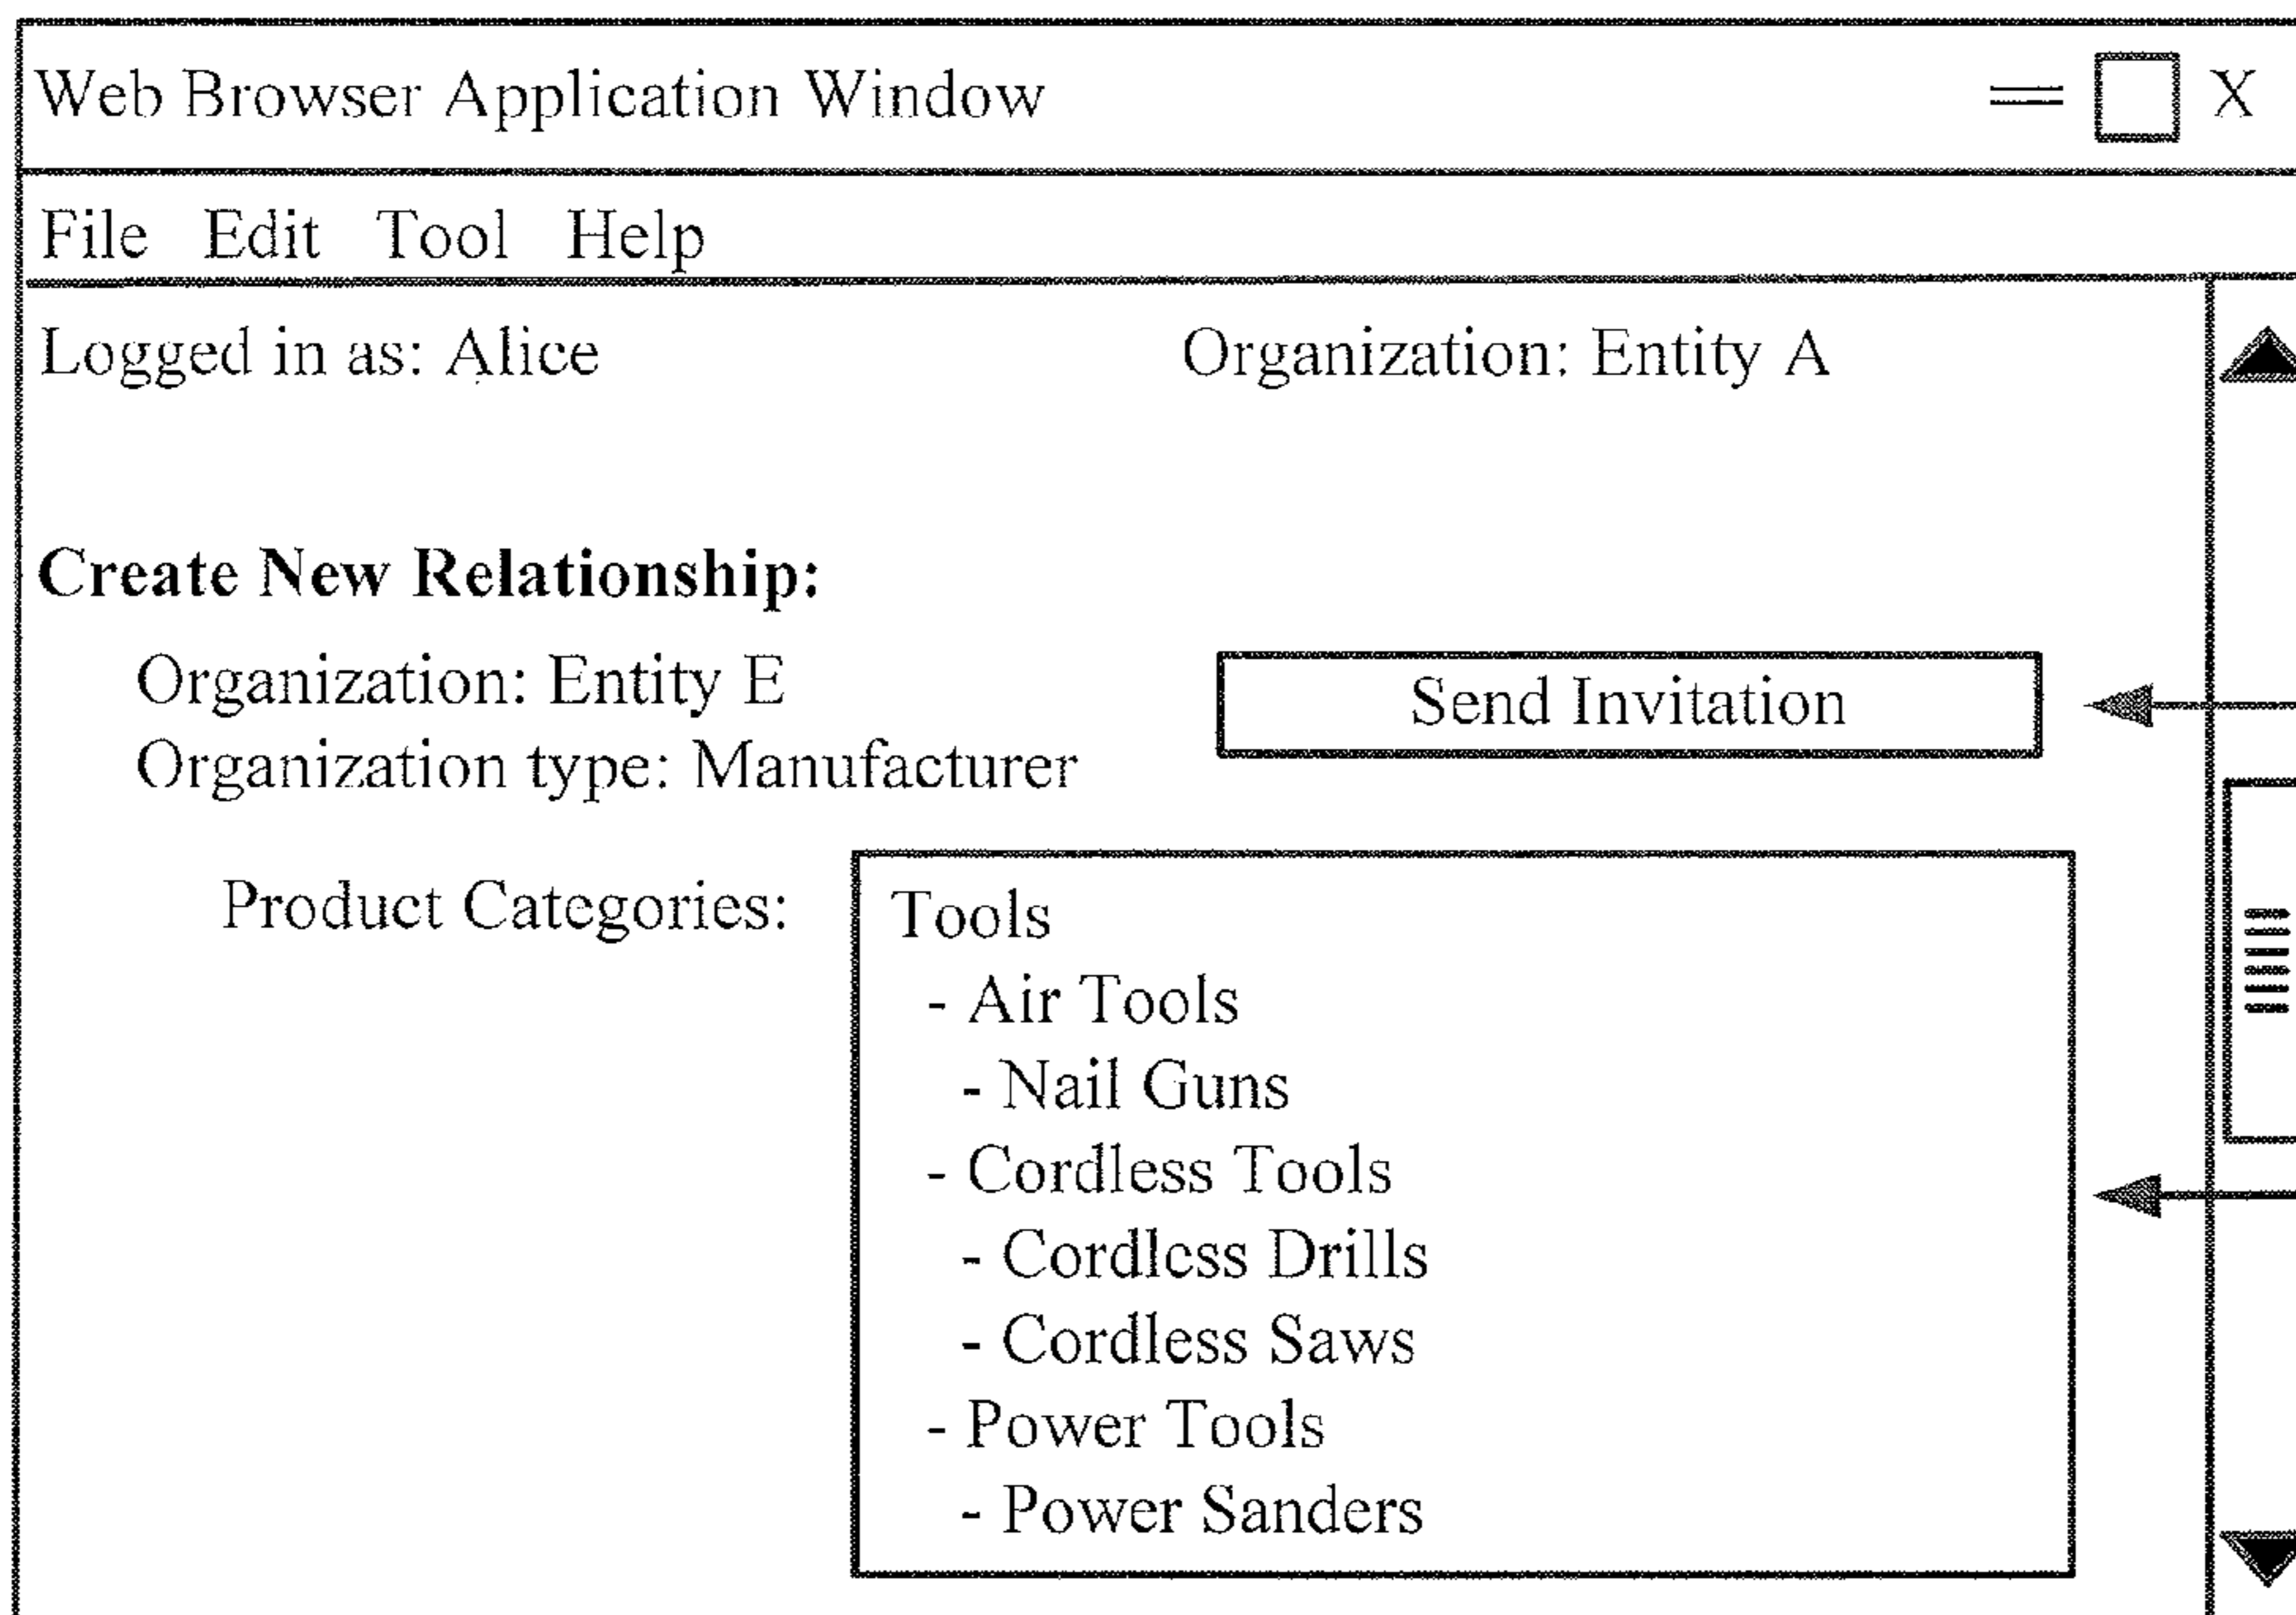 Web Browser Application Window X
File Edit Tool Help
Logged in as: Alice Organization: Entity A
Create New Relationship:
Organization: Entity E
Send Invitation
Organization type: Manufacturer
Product Categories:
Tools
- Air Tools
- Nail Guns
- Cordless Tools
- Cordless Drills
- Cordless Saws
- Power Tools
- Power Sanders